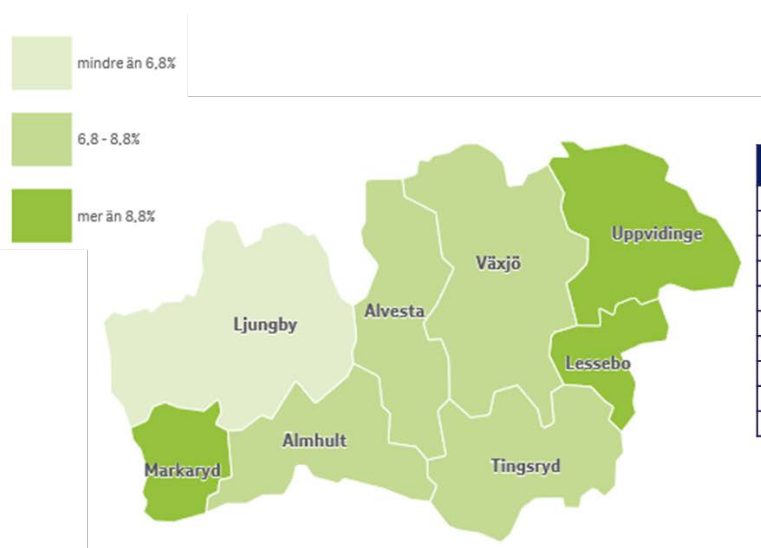 mindre än 6,8%
6,8 - 8,8%
mer än 8,8%
Uppvidinge
Växjö
Alvesta
Ljungby
Lessebo
Almhult
Tingsryd
Markaryd